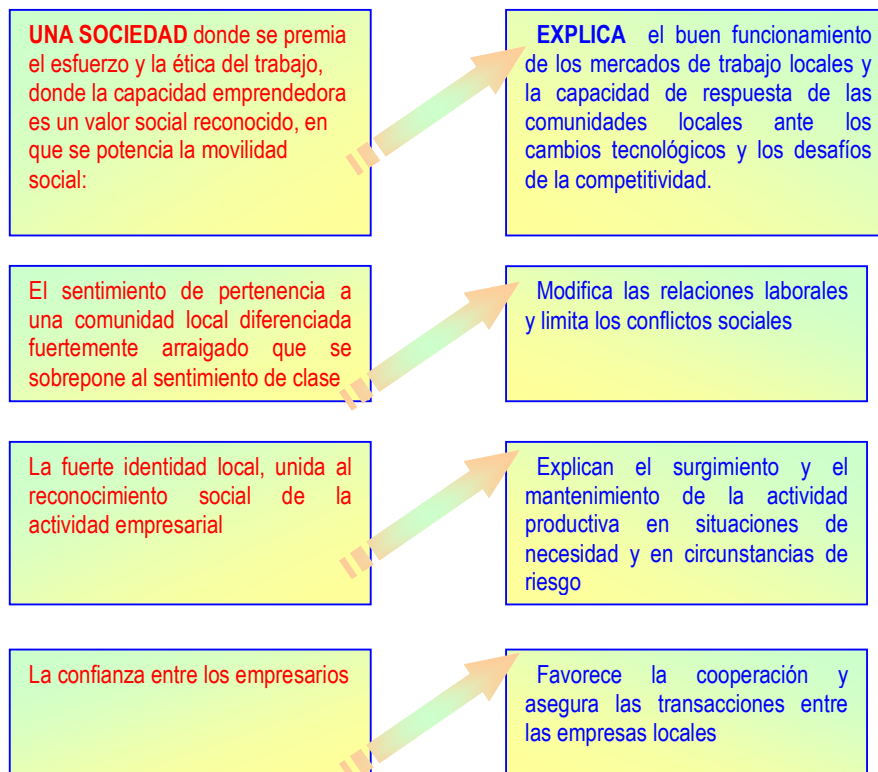 UNA SOCIEDAD donde se premia
el esfuerzo y la ética del trabajo,
donde la capacidad emprendedora
es un valor social reconocido, en
que se potencia la movilidad
social:
EXPLICA el buen funcionamiento
de los mercados de trabajo locales y
la capacidad de respuesta de las
comunidades locales ante los
cambios tecnológicos y los desafíos
de la competitividad.
El sentimiento de pertenencia a
una comunidad local diferenciada
fuertemente arraigado que se
sobrepone al sentimiento de clase
Modifica las relaciones laborales
y limita los conflictos sociales
La fuerte identidad local, unida al
reconocimiento social de la
actividad empresarial
Explican el surgimiento y el
mantenimiento de la actividad
productiva en situaciones de
necesidad y en circunstancias de
riesgo
La confianza entre los empresarios
Favorece la cooperación y
asegura las transacciones entre
las empresas locales